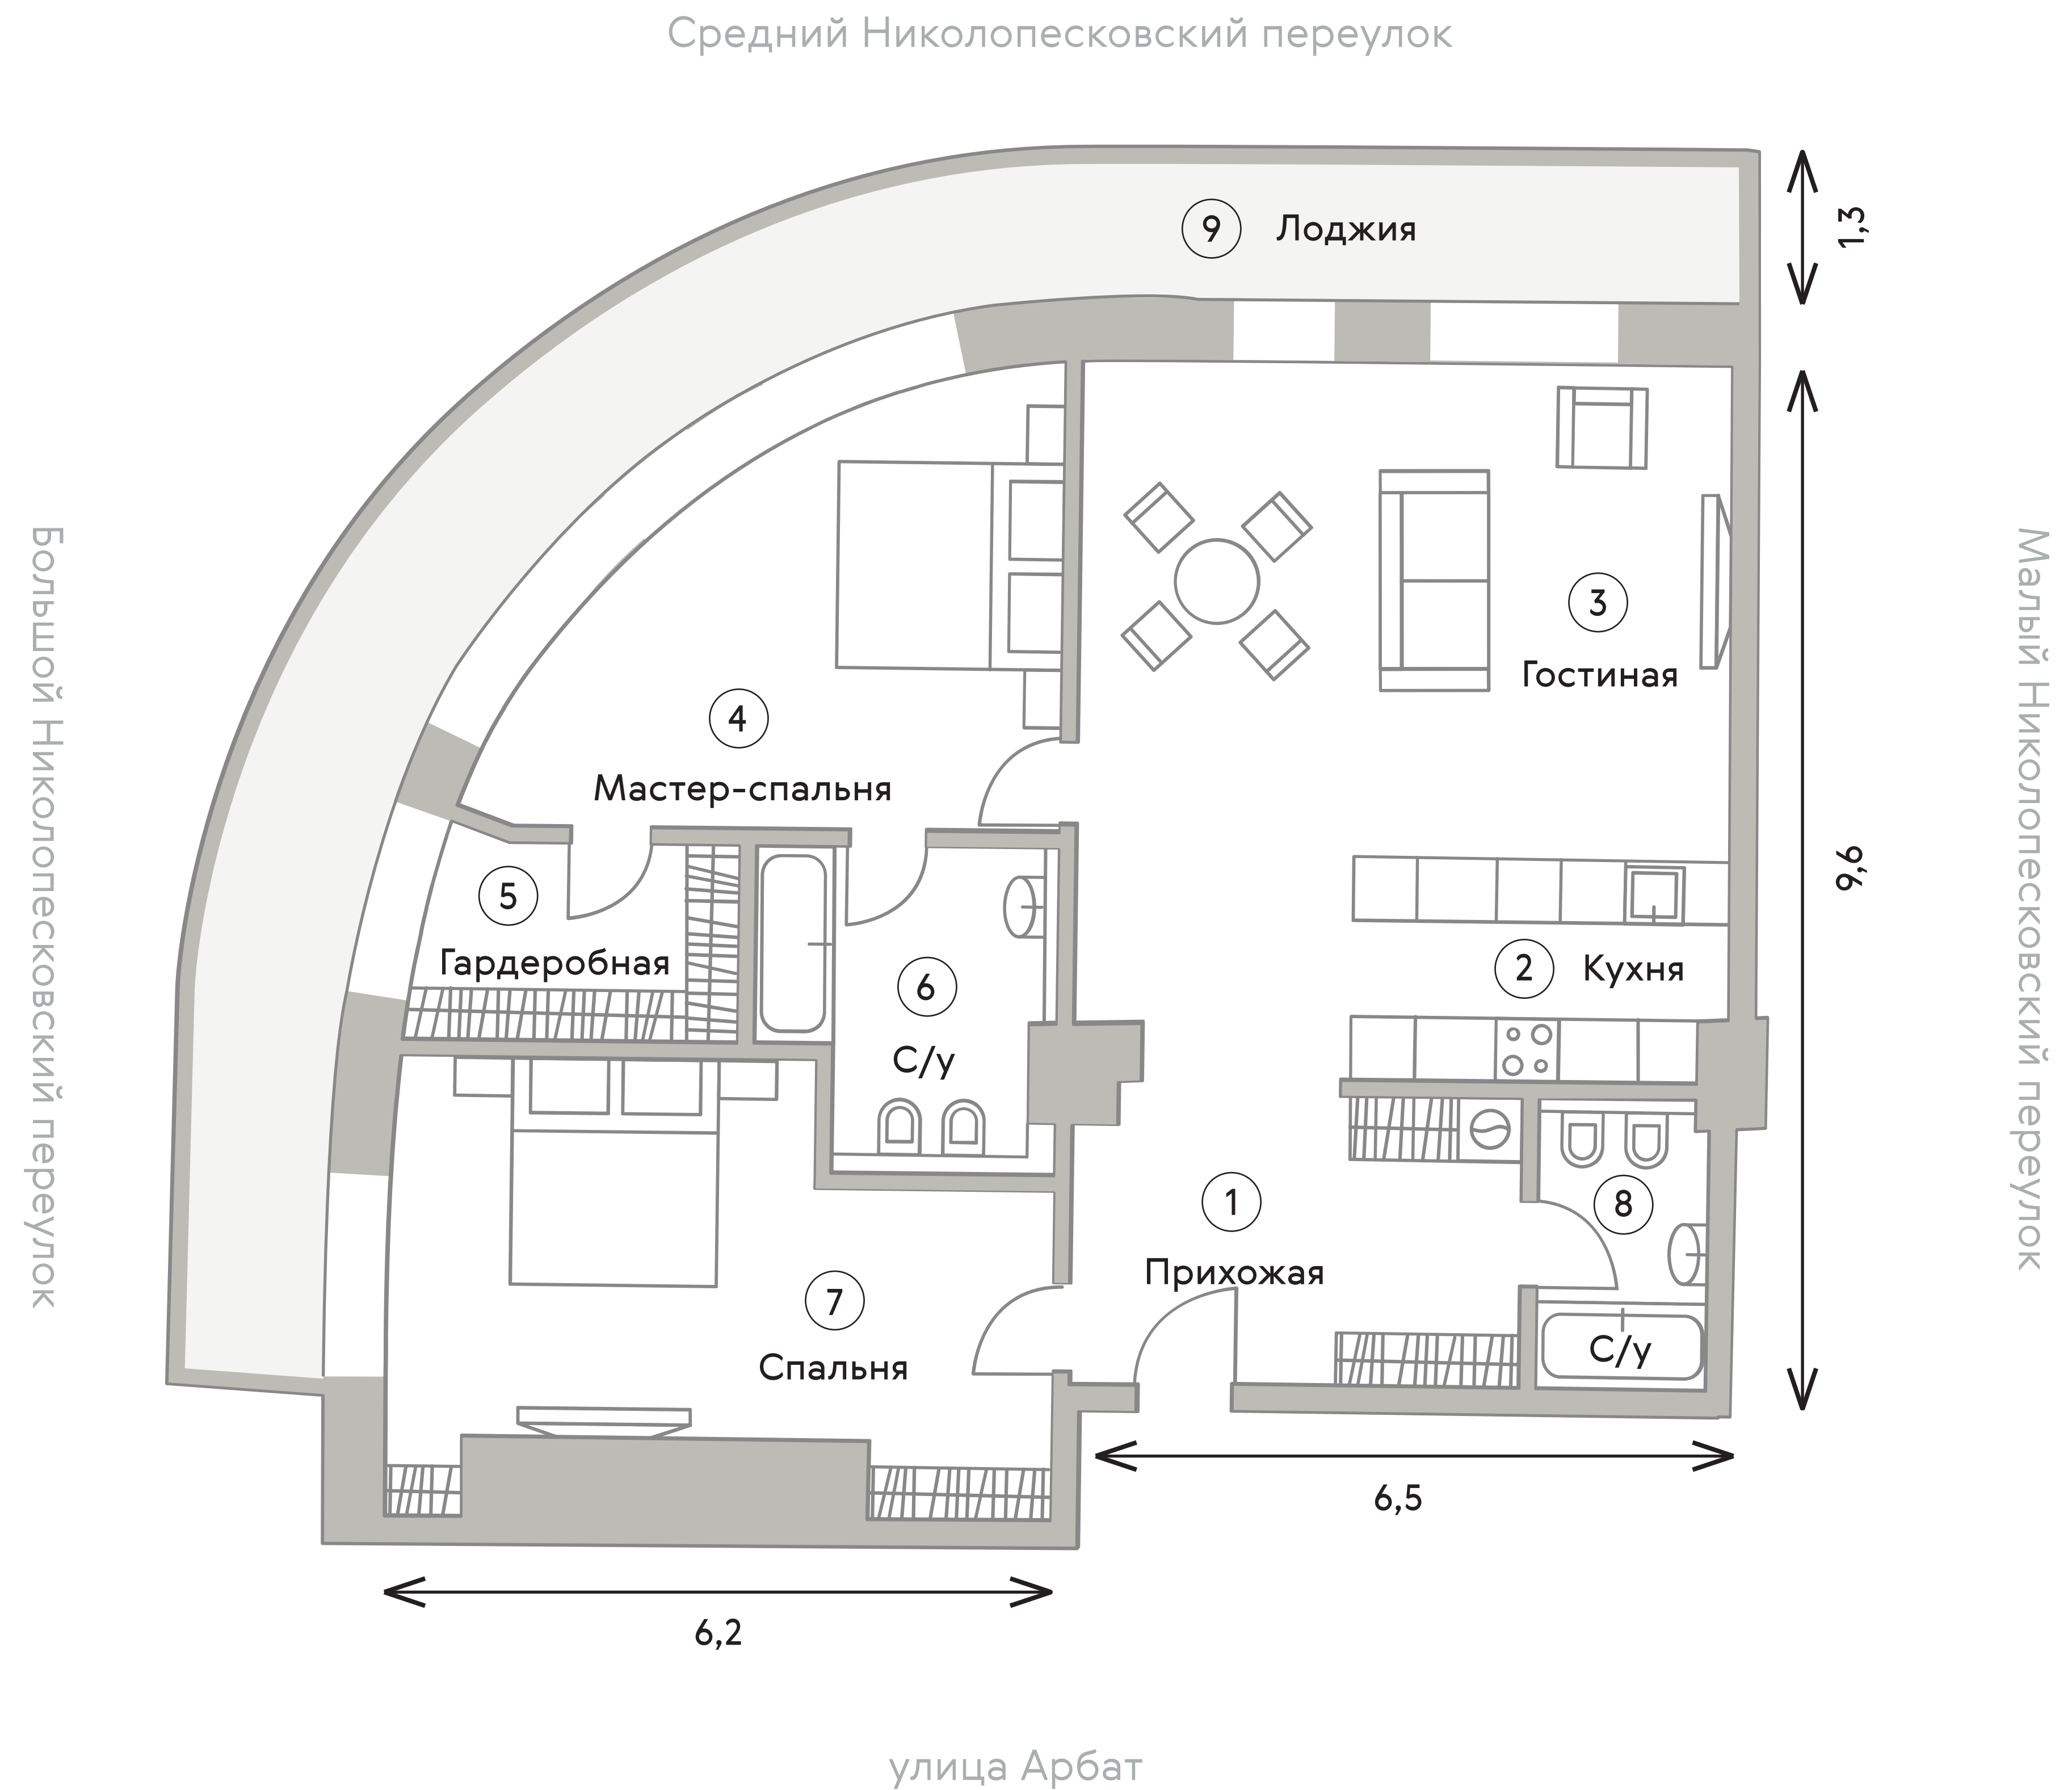 Средний Николопесковский переулок
9 Лоджия
1,3
Большой Николопесковский переулок
Малый Николопесковский переулок
3
Гостиная
4
Мастер-спальня
9,6
5
Гардеробная
6
С/у
2 Кухня
1
Прихожая
8
С/у
7
Спальня
6,5
6,2
улица Арбат